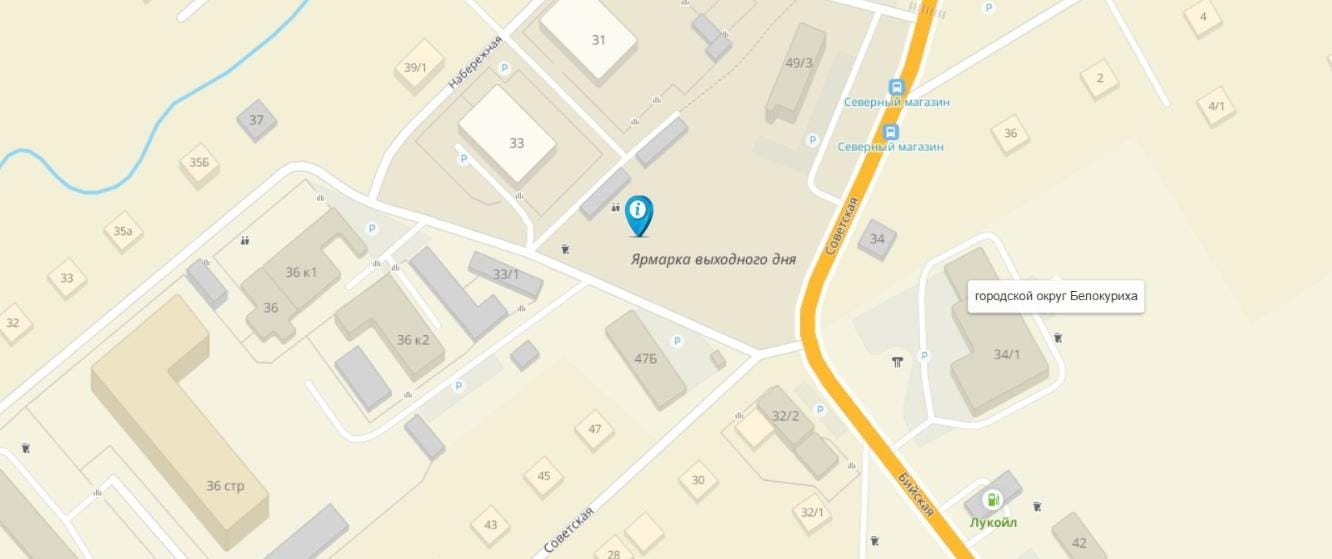 31
4
39/1
Набережная
P
P
49/3
2
Северный магазин
4/1
37
33
P
P
36
Северный магазин
35Б
35а
P
Советская
34
Ярмарка выходного дня
33
36 к1
33/1
городской округ Белокуриха
36
32
36 к2
47Б
P
P
34/1
P
32/2
P
47
45
30
36 стр
Бийская
43
32/1
Лукойл
Советская
28
42